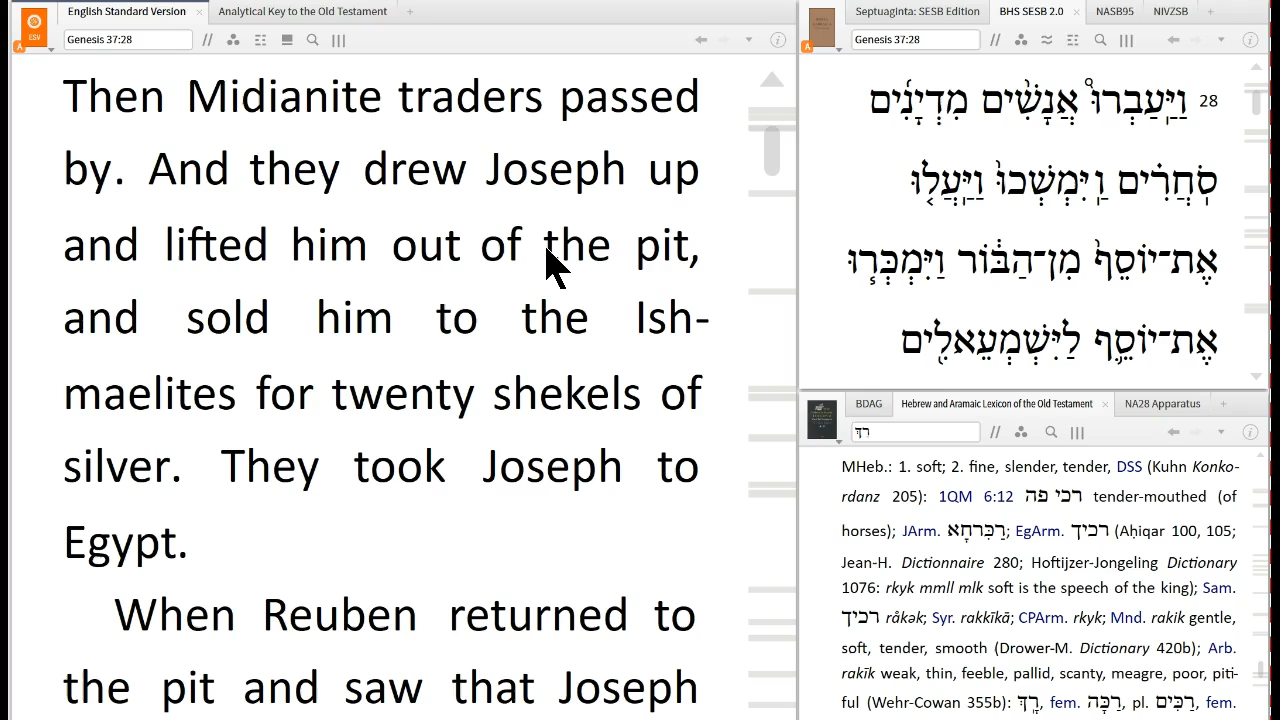 English Standard Version
Analytical Key to the Old Testament
ESV
A
Genesis 37:28
Then Midianite traders passed
by. And they drew Joseph up
and lifted him out of the pit,
and sold him to the Ish-
maelites for twenty shekels of
silver. They took Joseph to
Egypt.
When Reuben returned to
the pit and saw that Joseph
Septuaginta: SESB Edition
BHS SESB 2.0
NASB95
NIVZSB
A
Genesis 37:28
28 וַיַּֽעַבְרוּ֩ אֲנָשִׁ֨ים מִדְיָנִ֜ים
סֹֽחֲרִ֗ים וַֽיִּמְשְׁכוּ֙ וַיַּֽעֲל֤וּ
אֶת־יוֹסֵף֙ מִן־הַבּ֔וֹר וַיִּמְכְּר֧וּ
אֶת־יוֹסֵ֛ף לַיִּשְׁמְעֵאלִ֖ים
BDAG
Hebrew and Aramaic Lexicon of the Old Testament
NA28 Apparatus
רַךְ
MHeb.: 1. soft; 2. fine, slender, tender, DSS (Kuhn Konko-
rdanz 205): 1QM 6:12 רכי פה tender-mouthed (of
horses); JArm. רַכִּרְחָא; EgArm. רכיך (Aḥiqar 100, 105;
Jean-H. Dictionnaire 280; Hoftijzer-Jongeling Dictionary
1076: rkyk mmll mlk soft is the speech of the king); Sam.
רכיך råkək; Syr. rakkīkā; CPArm. rkyk; Mnd. rakik gentle,
soft, tender, smooth (Drower-M. Dictionary 420b); Arb.
rakīk weak, thin, feeble, pallid, scanty, meagre, poor, piti-
ful (Wehr-Cowan 355b): רָךְ, fem. רַכָּה, pl. רַכִּים, fem.